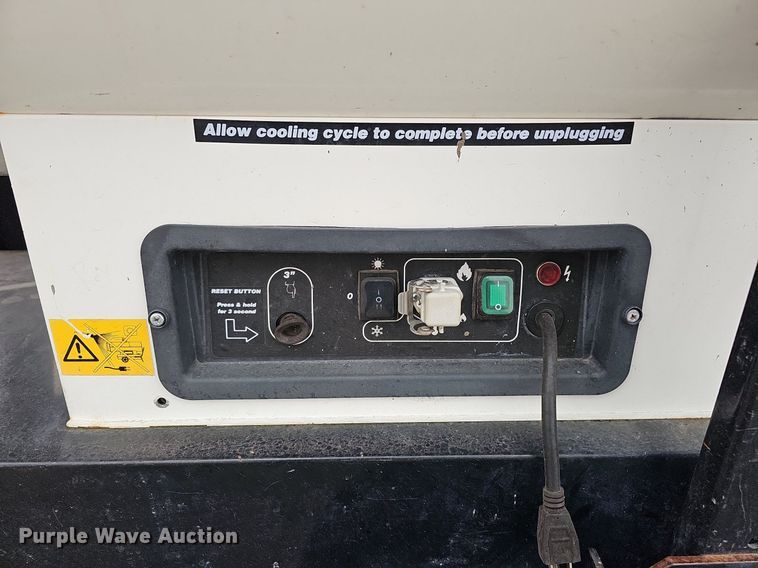 Allow cooling cycle to complete before unplugging
3"
RESET BUTTON
Press & hold
for 3 second
0
I
II
Purple Wave Auction